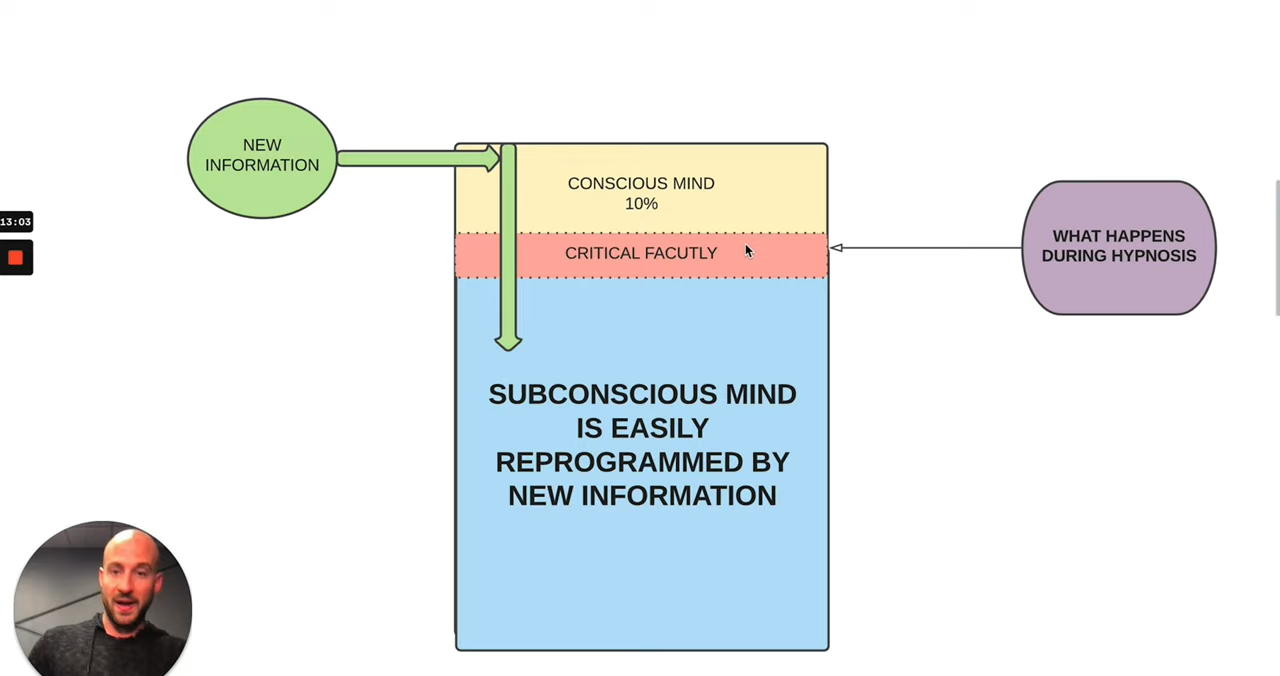 NEW
INFORMATION
CONSCIOUS MIND
10%
CRITICAL FACUTLY
WHAT HAPPENS
DURING HYPNOSIS
13:03
SUBCONSCIOUS MIND
IS EASILY
REPROGRAMMED BY
NEW INFORMATION